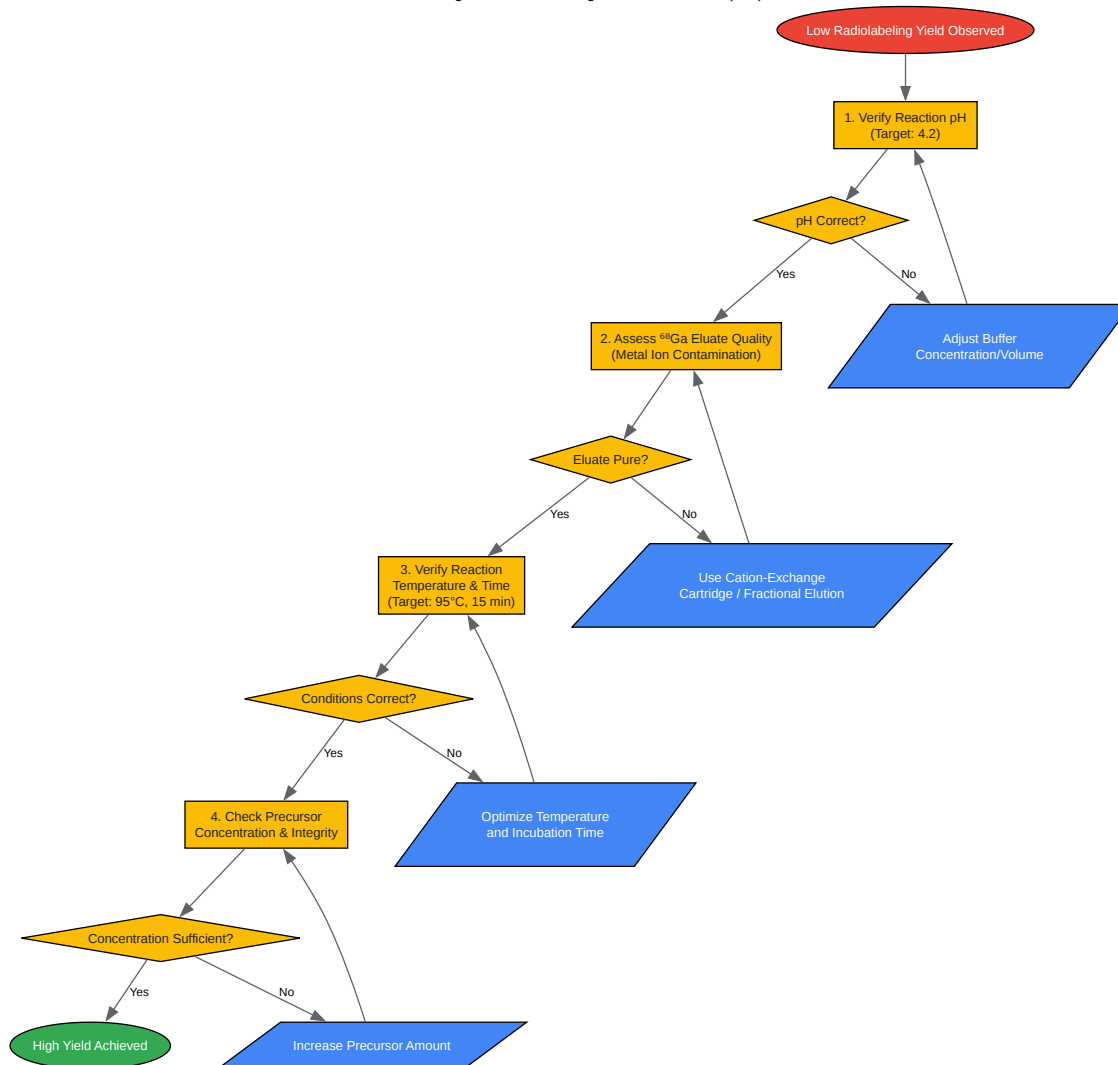 Low Radiolabeling Yield Observed
1. Verify Reaction pH
(Target: 4.2)
pH Correct?
Yes
No
Adjust Buffer
Concentration/Volume
2. Assess ⁶⁸Ga Eluate Quality
(Metal Ion Contamination)
Eluate Pure?
Yes
No
Use Cation-Exchange
Cartridge / Fractional Elution
3. Verify Reaction
Temperature & Time
(Target: 95°C, 15 min)
Conditions Correct?
Yes
No
Optimize Temperature
and Incubation Time
4. Check Precursor
Concentration & Integrity
Concentration Sufficient?
Yes
No
High Yield Achieved
Increase Precursor Amount